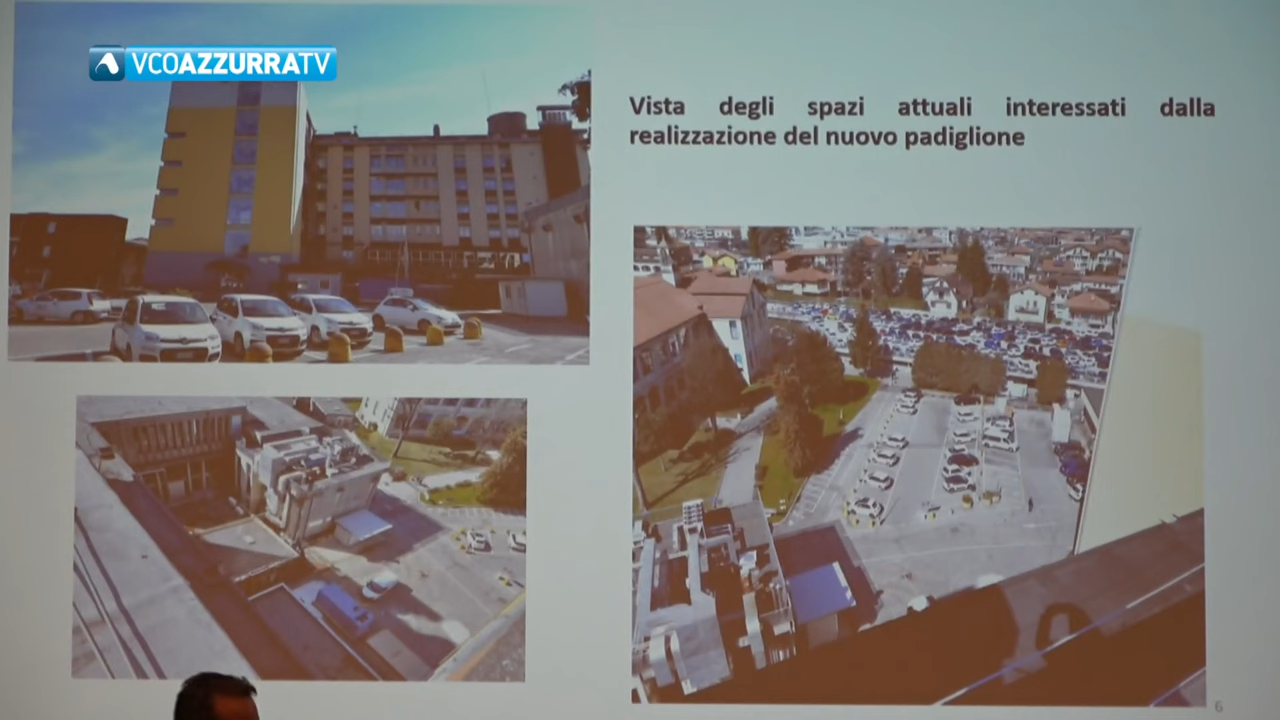 VCOAZZURRATV
Vista degli spazi attuali interessati dalla
realizzazione del nuovo padiglione
6